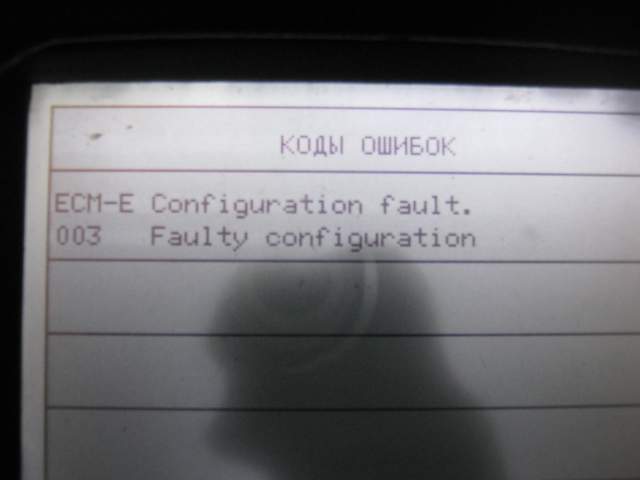 КОДЫ ОШИБОК
ECM-E Configuration fault.
003 Faulty configuration